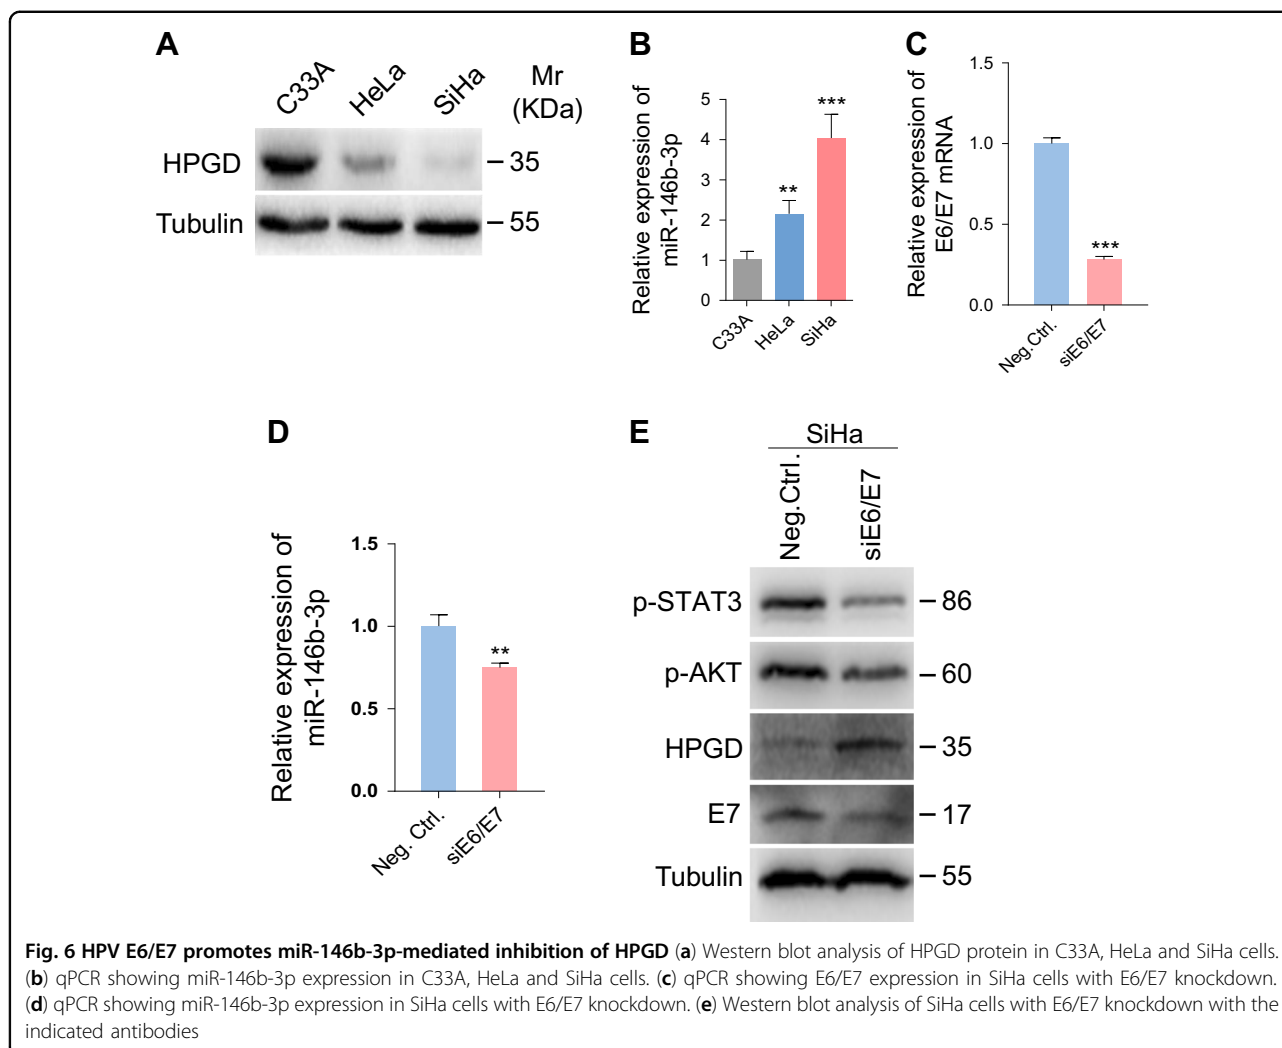 A
C33A
HeLa
SiHa
Mr
(KDa)
HPGD
35
Tubulin
55
B
Relative expression of
miR-146b-3p
5
4
3
2
1
0
**
***
C33A
HeLa
SiHa
C
Relative expression of
E6/E7 mRNA
1.5
1.0
0.5
0.0
***
Neg.Ctrl.
siE6/E7
D
Relative expression of
miR-146b-3p
1.5
1.0
0.5
0.0
**
Neg. Ctrl.
siE6/E7
E
SiHa
Neg.Ctrl.
siE6/E7
p-STAT3
86
p-AKT
60
HPGD
35
E7
17
Tubulin
55
Fig. 6 HPV E6/E7 promotes miR-146b-3p-mediated inhibition of HPGD (a) Western blot analysis of HPGD protein in C33A, HeLa and SiHa cells.
(b) qPCR showing miR-146b-3p expression in C33A, HeLa and SiHa cells. (c) qPCR showing E6/E7 expression in SiHa cells with E6/E7 knockdown.
(d) qPCR showing miR-146b-3p expression in SiHa cells with E6/E7 knockdown. (e) Western blot analysis of SiHa cells with E6/E7 knockdown with the
indicated antibodies